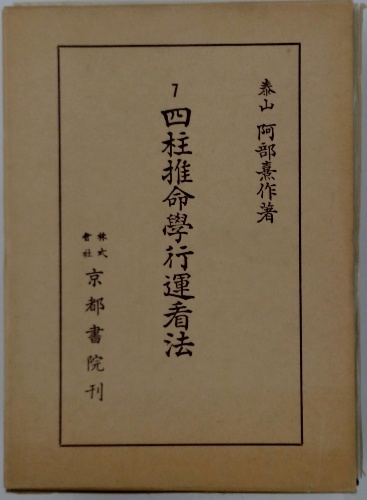 泰山 阿部熹作著
7 四柱推命學行運看法
株式會社 京都書院刊